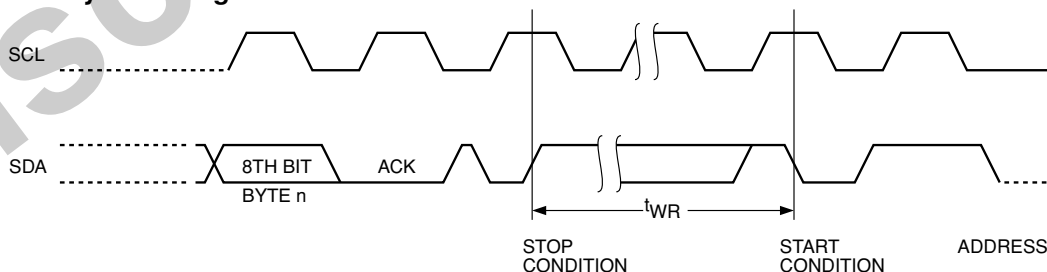 SCL
SDA
8TH BIT
ACK
BYTE n
tWR
STOP
CONDITION
START
CONDITION
ADDRESS